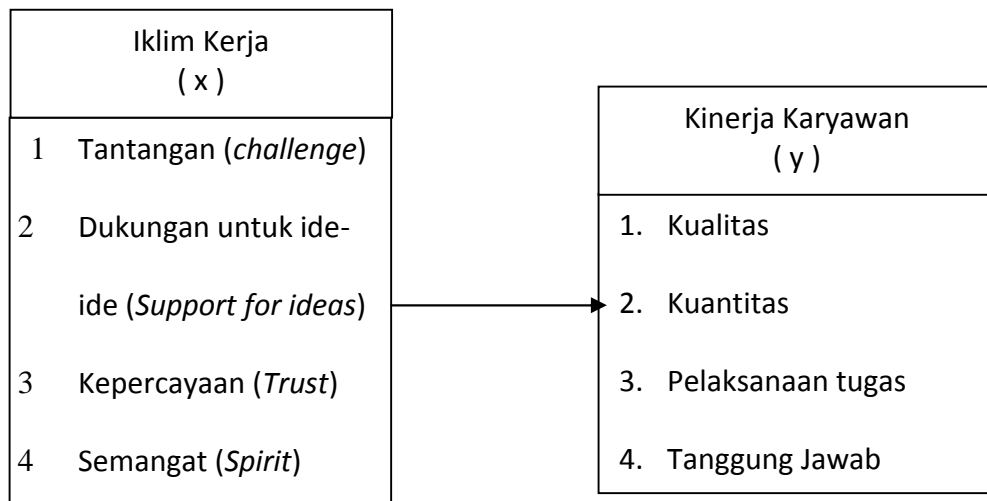 Iklim Kerja
( x )
1 Tantangan (challenge)
2 Dukungan untuk ide-
ide (Support for ideas)
3 Kepercayaan (Trust)
4 Semangat (Spirit)
Kinerja Karyawan
( y )
1. Kualitas
2. Kuantitas
3. Pelaksanaan tugas
4. Tanggung Jawab